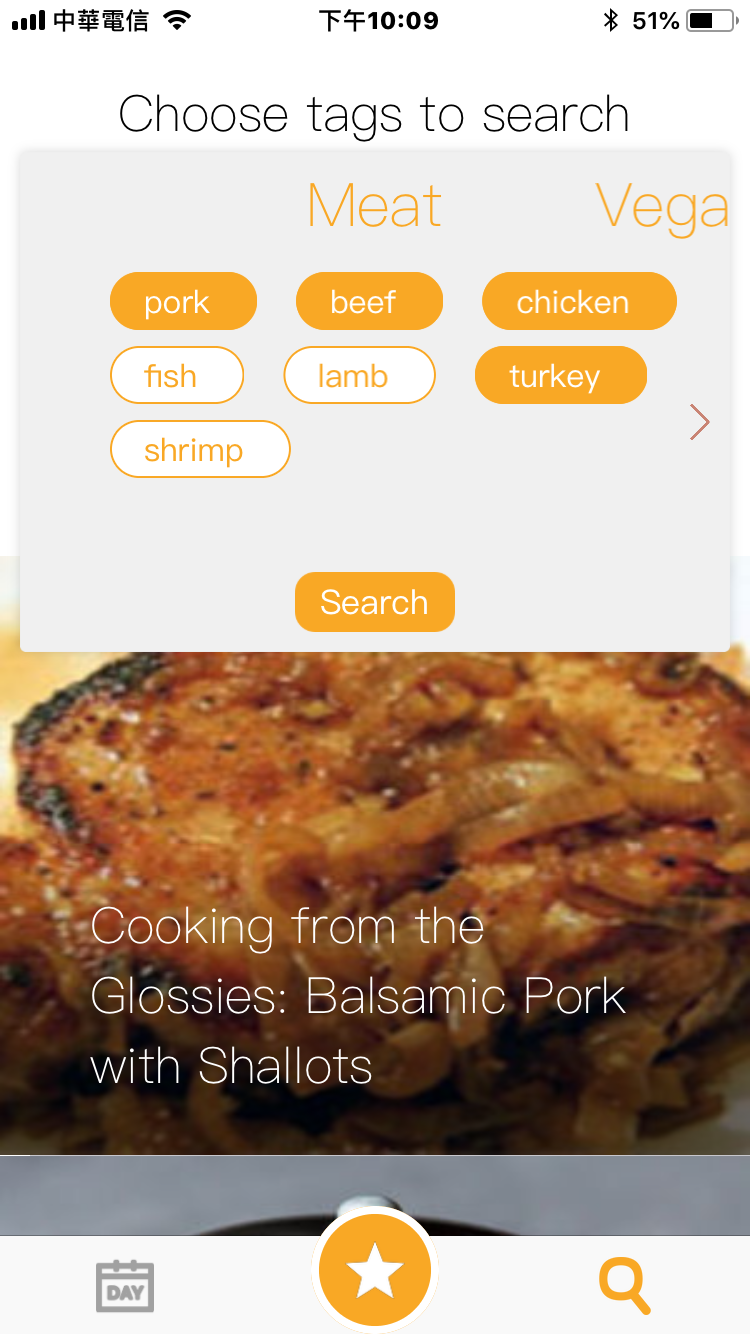 中華電信 下午10:09 51%
Choose tags to search
Meat Vega
pork beef chicken
fish lamb turkey
shrimp
Search
Cooking from the
Glossies: Balsamic Pork
with Shallots
DAY